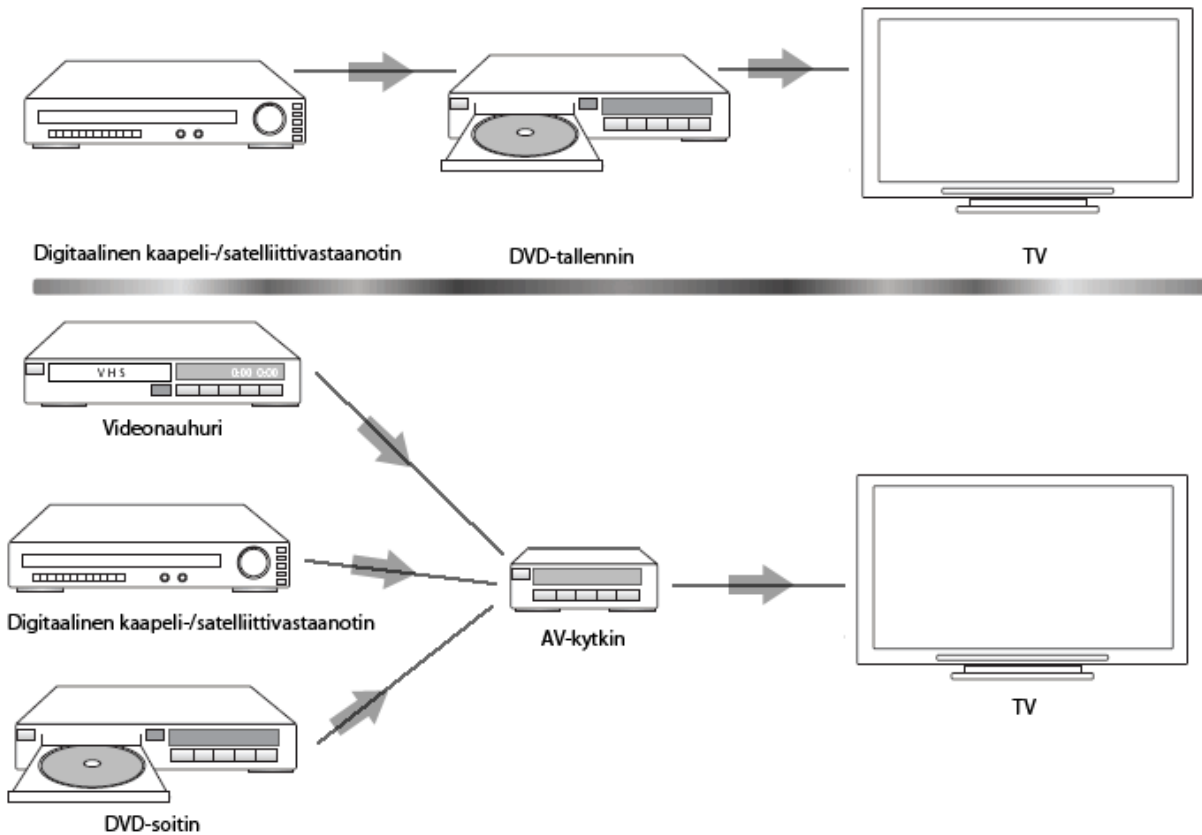 Digitaalinen kaapeli-/satelliittivastaanotin
DVD-tallennin
TV
VHS
0:00 0:00
Videonauhuri
Digitaalinen kaapeli-/satelliittivastaanotin
AV-kytkin
TV
DVD-soitin